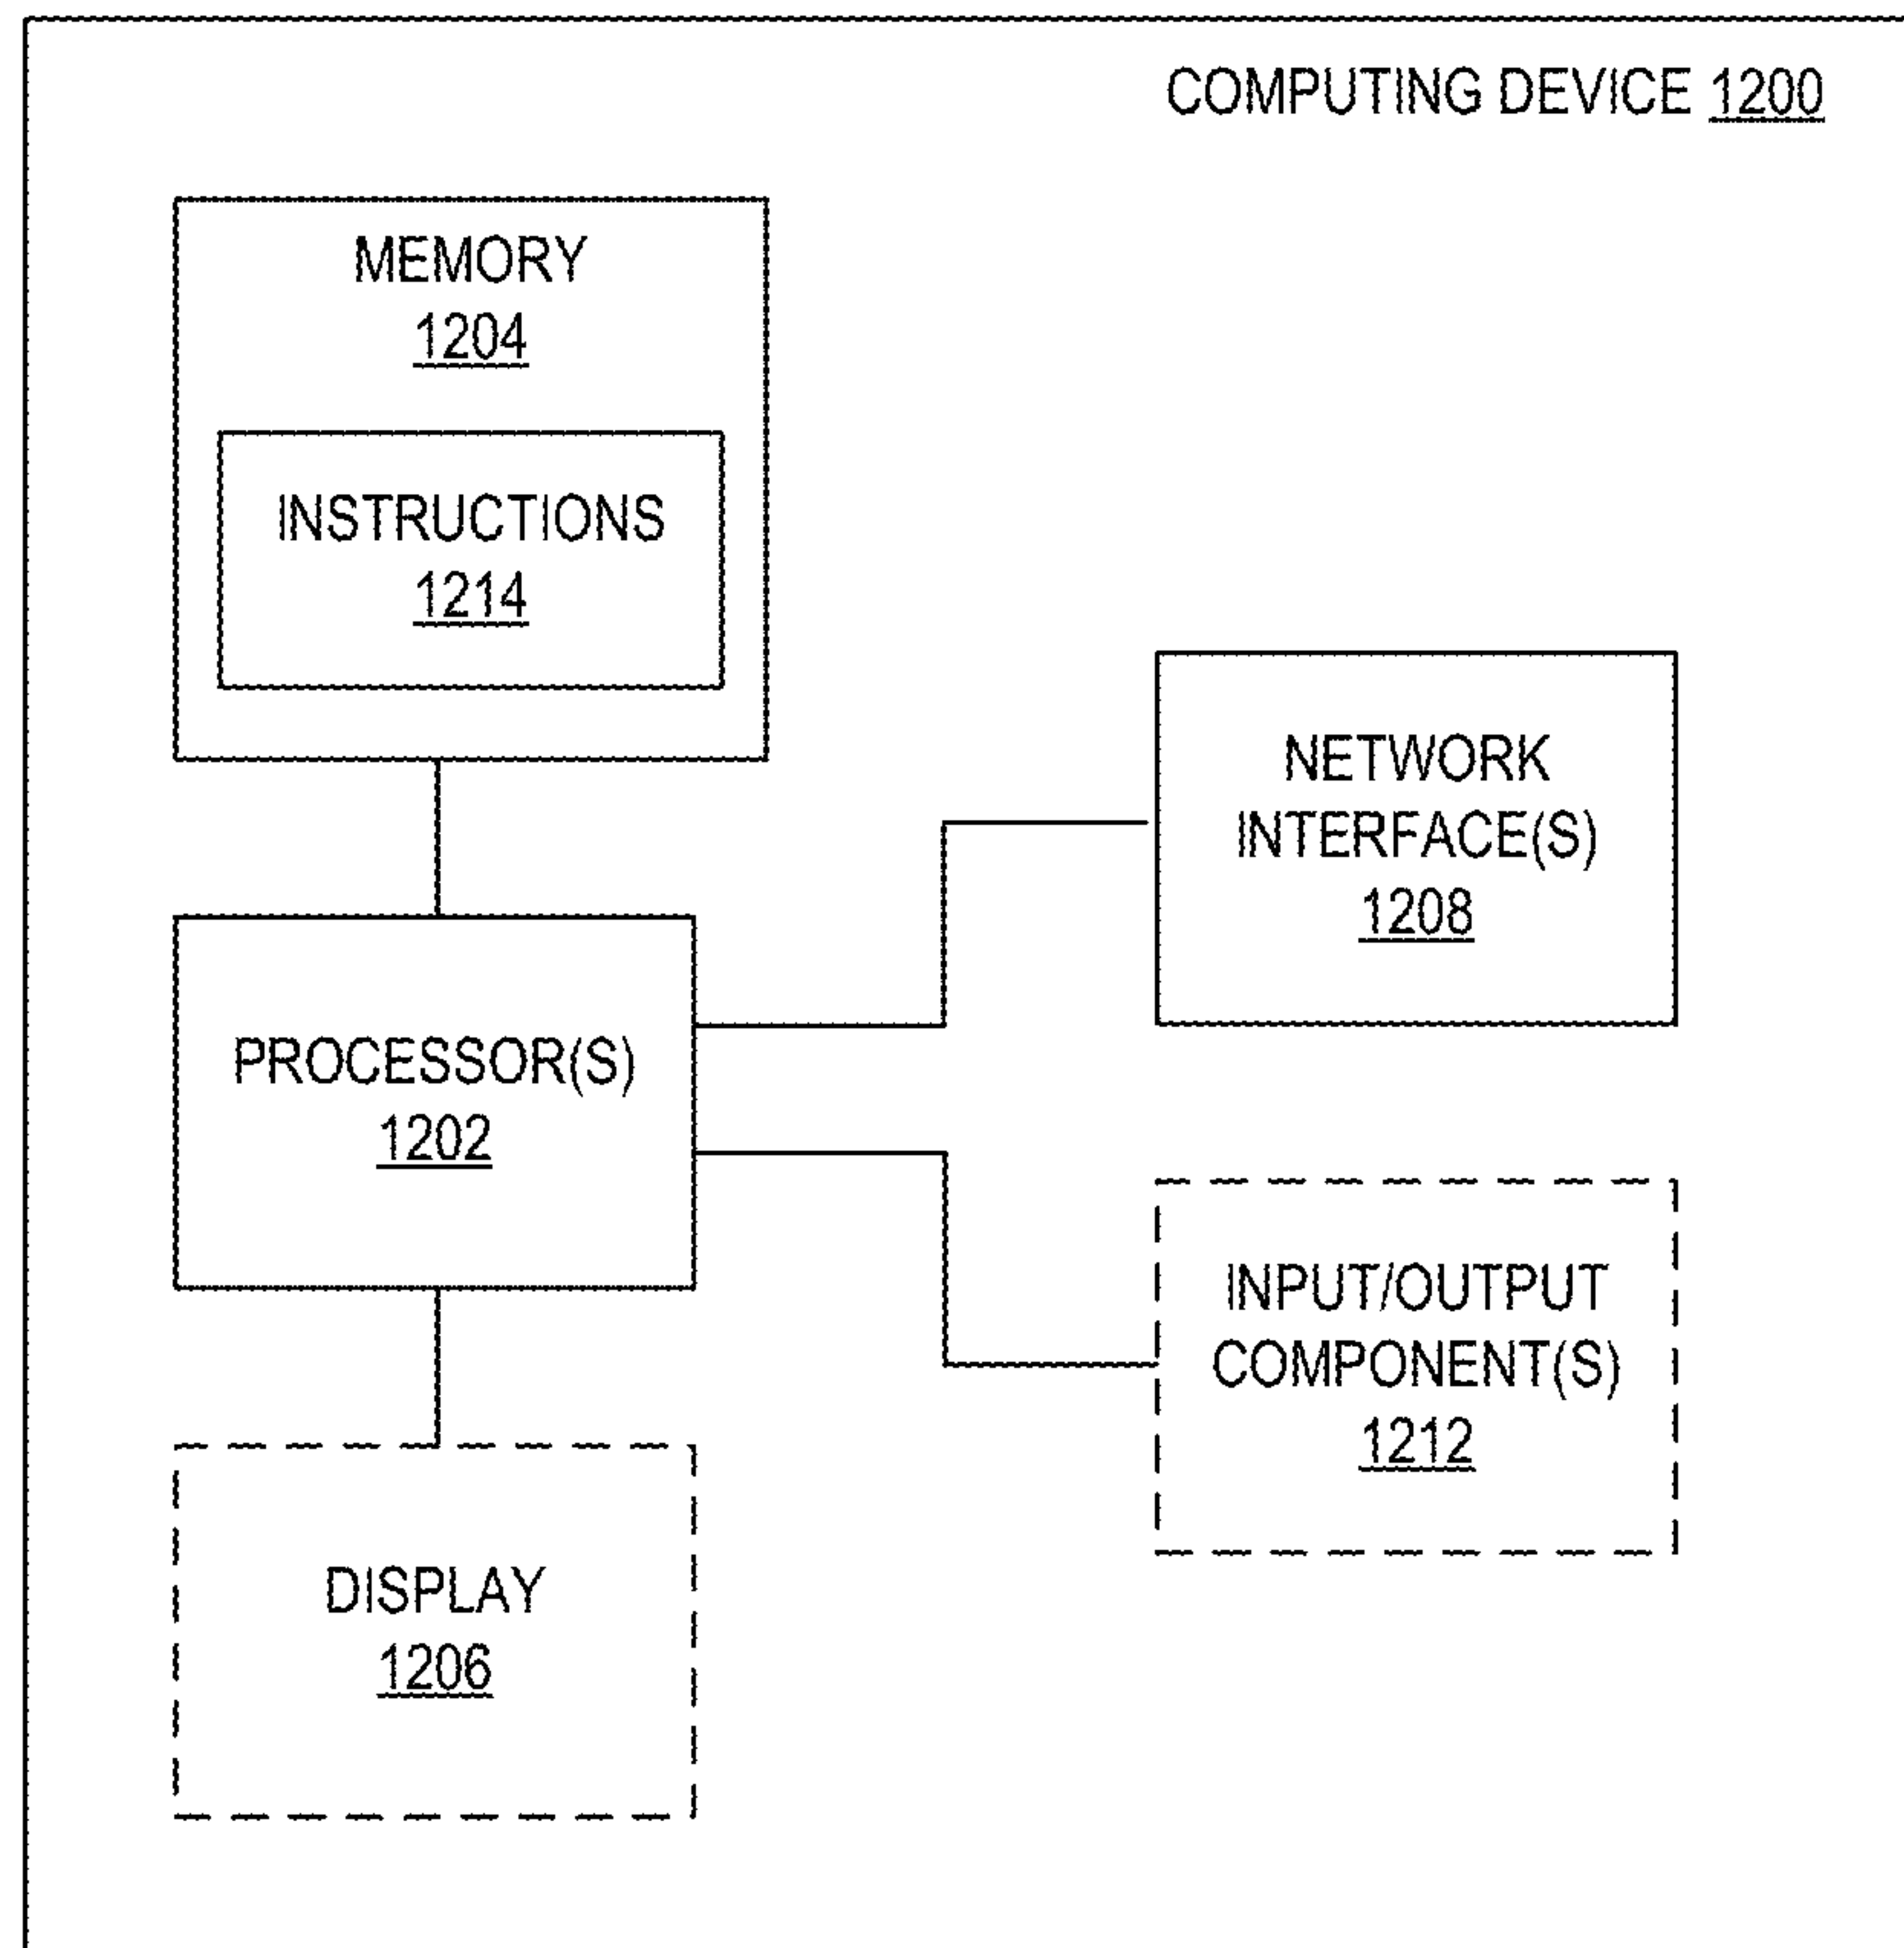 COMPUTING DEVICE 1200
MEMORY
1204
INSTRUCTIONS
1214
NETWORK
INTERFACE(S)
1208
PROCESSOR(S)
1202
INPUT/OUTPUT
COMPONENT(S)
1212
DISPLAY
1206